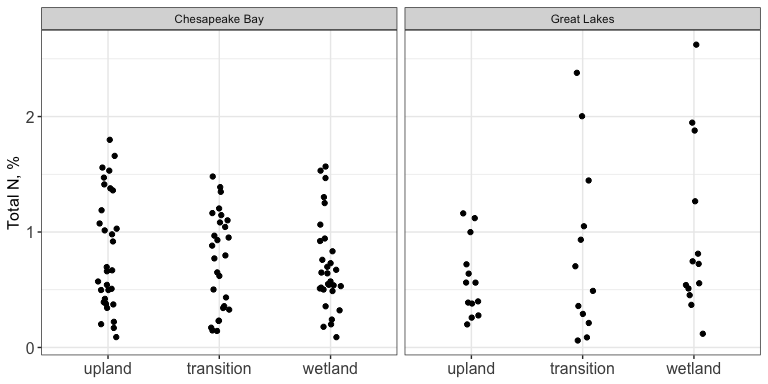 Chesapeake Bay
Great Lakes
Total N, %
2
1
0
upland
transition
wetland
upland
transition
wetland